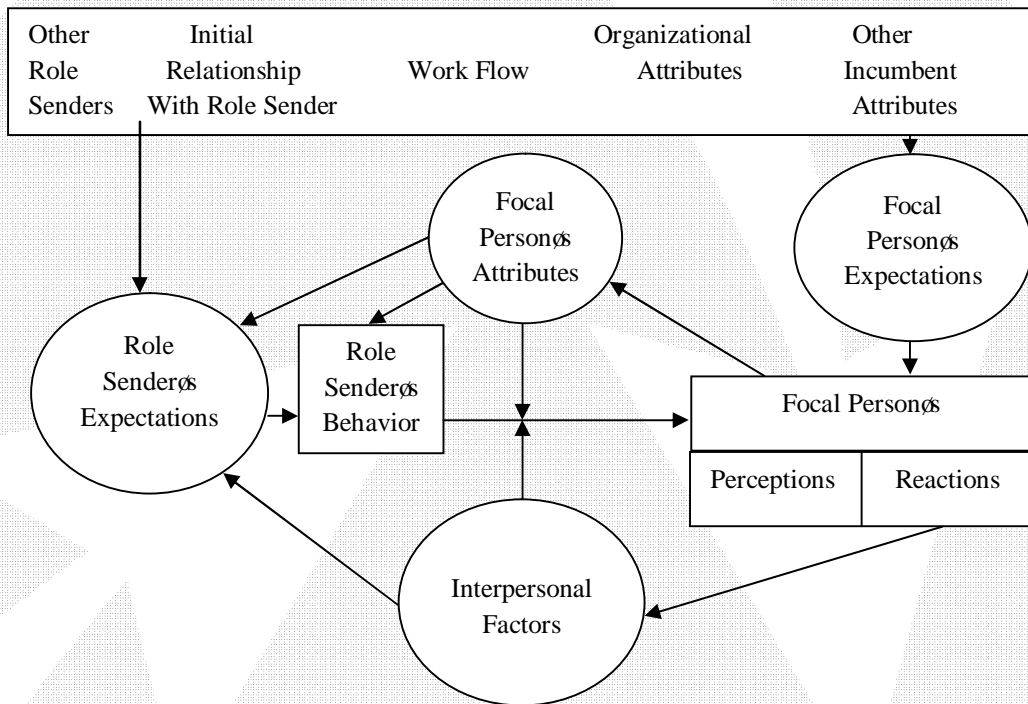 Other
Role
Senders
Initial
Relationship
With Role Sender
Work Flow
Organizational
Attributes
Other
Incumbent
Attributes
Focal
Personøs
Attributes
Focal
Personøs
Expectations
Role
Senderøs
Expectations
Role
Senderøs
Behavior
Focal Personøs
Perceptions
Reactions
Interpersonal
Factors